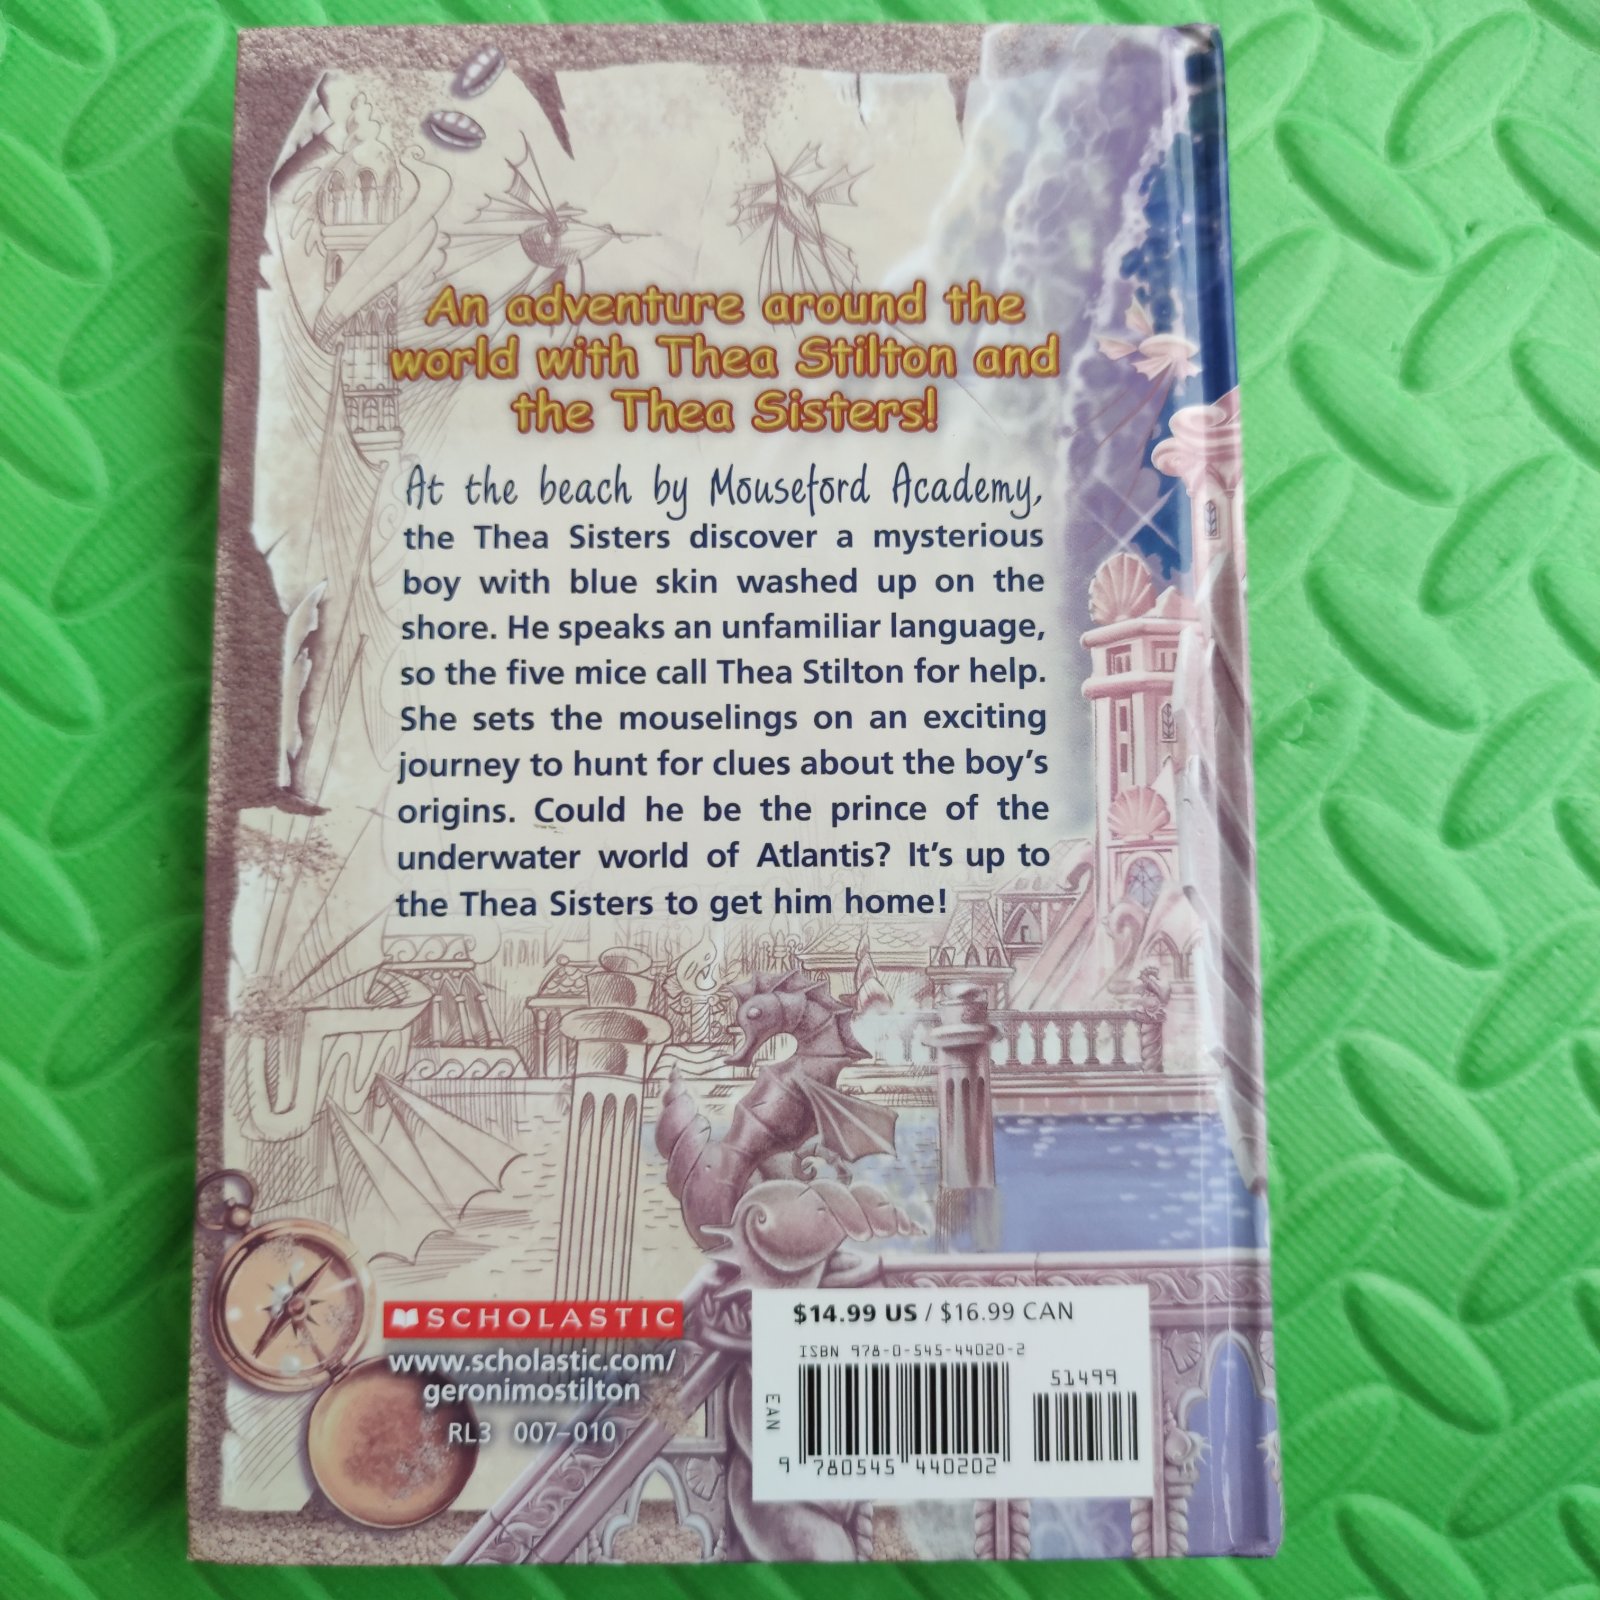 An adventure around the
world with Thea Stilton and
the Thea Sisters!
At the beach by Mouseford Academy,
the Thea Sisters discover a mysterious
boy with blue skin washed up on the
shore. He speaks an unfamiliar language,
so the five mice call Thea Stilton for help.
She sets the mouselings on an exciting
journey to hunt for clues about the boy's
origins. Could he be the prince of the
underwater world of Atlantis? It's up to
the Thea Sisters to get him home!
SCHOLASTIC
www.scholastic.com/
geronimostilton
RL3 007–010
$14.99 US / $16.99 CAN
ISBN 978-0-545-44020-2
51499
EAN
9 780545 440202